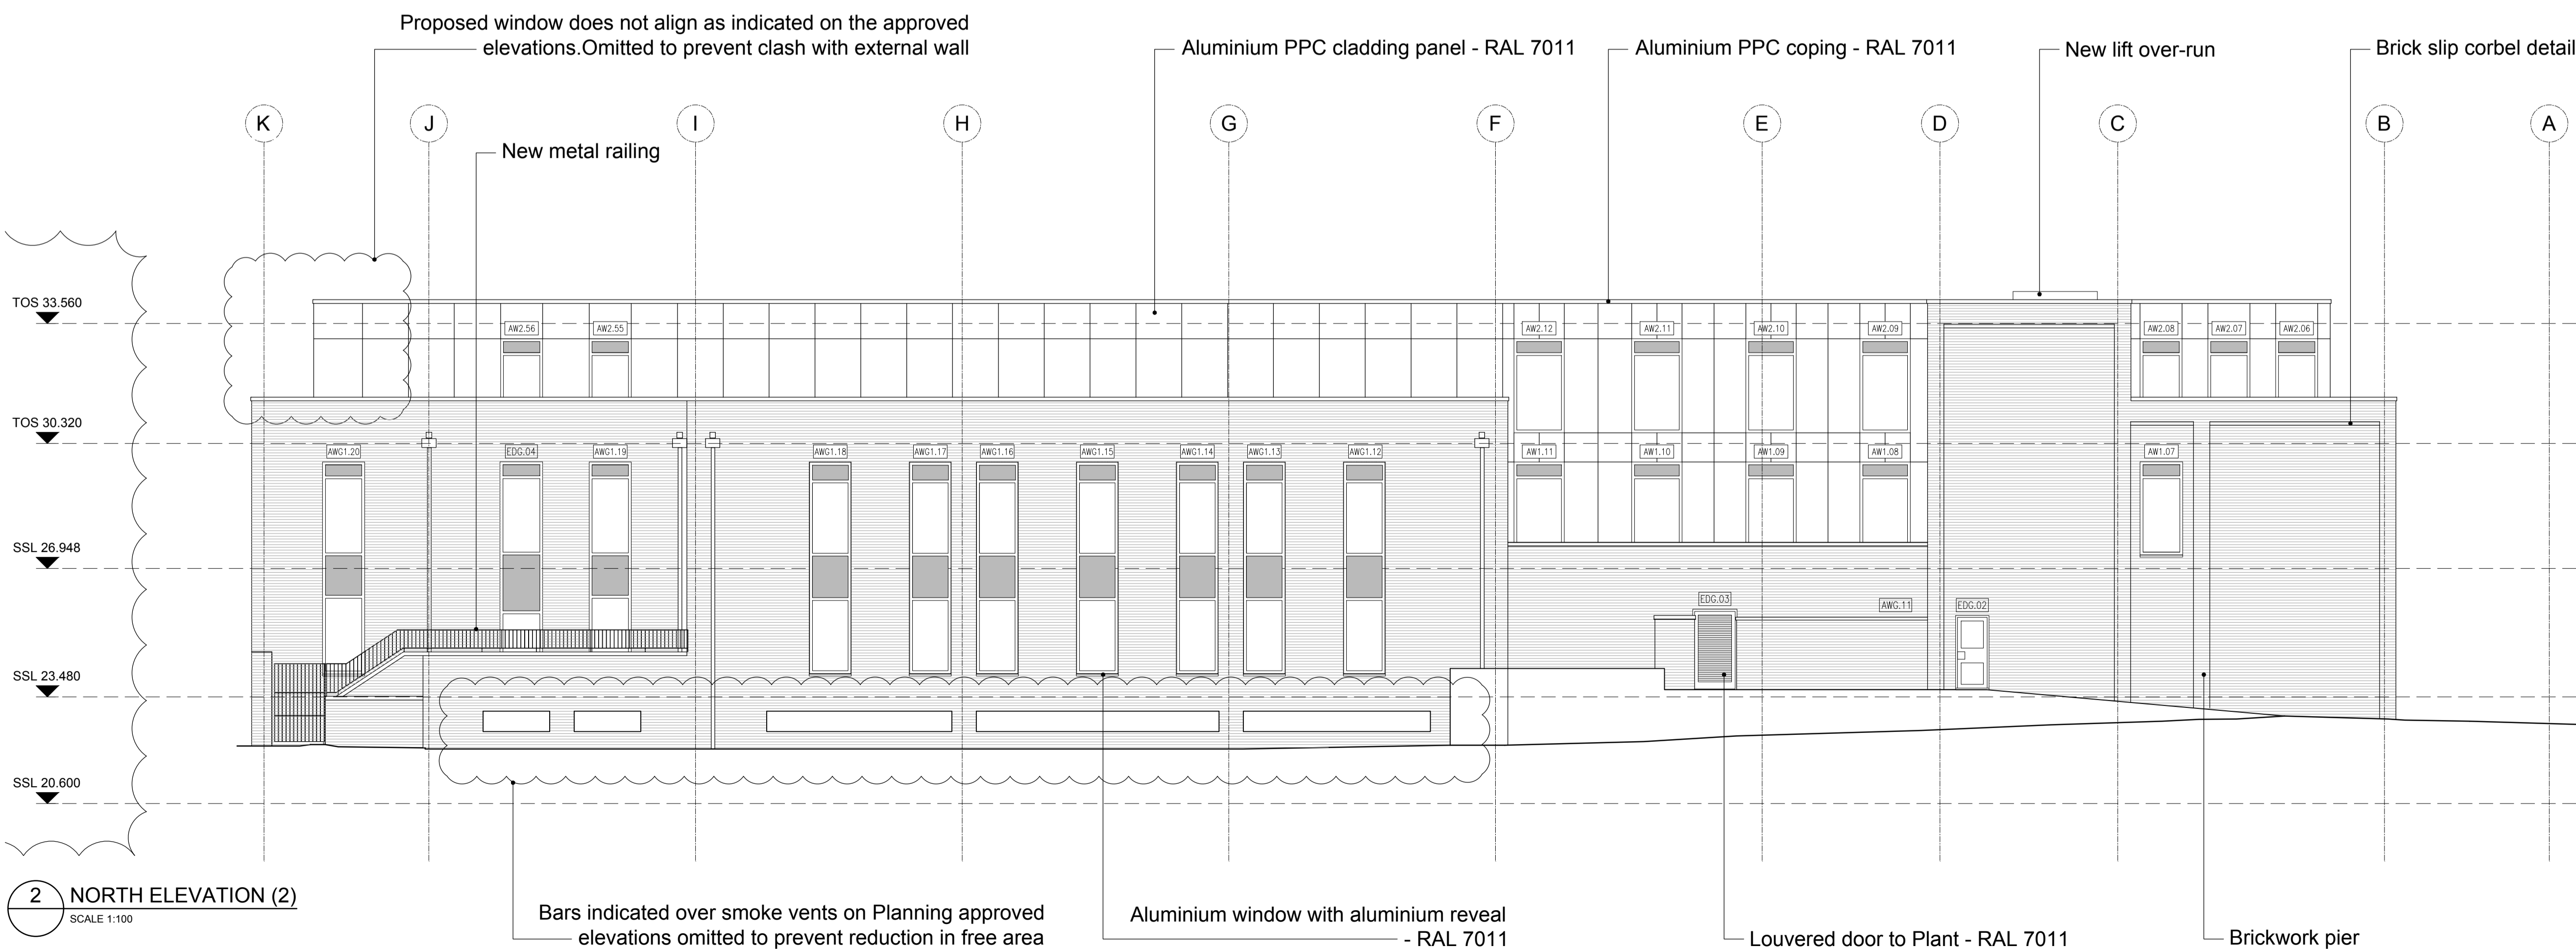 Proposed window does not align as indicated on the approved
elevations.Omitted to prevent clash with external wall
Aluminium PPC cladding panel - RAL 7011
Aluminium PPC coping - RAL 7011
New lift over-run
Brick slip corbel detail
K
J
I
H
G
F
E
D
C
B
A
New metal railing
TOS 33.560
AW2.56
AW2.55
AW2.12
AW2.11
AW2.10
AW2.09
AW2.08
AW2.07
AW2.06
TOS 30.320
AWG1.20
EDG.04
AWG1.19
AWG1.18
AWG1.17
AWG1.16
AWG1.15
AWG1.14
AWG1.13
AWG1.12
AW1.11
AW1.10
AW1.09
AW1.08
AW1.07
SSL 26.948
EDG.03
AWG.11
EDG.02
SSL 23.480
SSL 20.600
2
NORTH ELEVATION (2)
SCALE 1:100
Bars indicated over smoke vents on Planning approved
elevations omitted to prevent reduction in free area
Aluminium window with aluminium reveal
- RAL 7011
Louvered door to Plant - RAL 7011
Brickwork pier